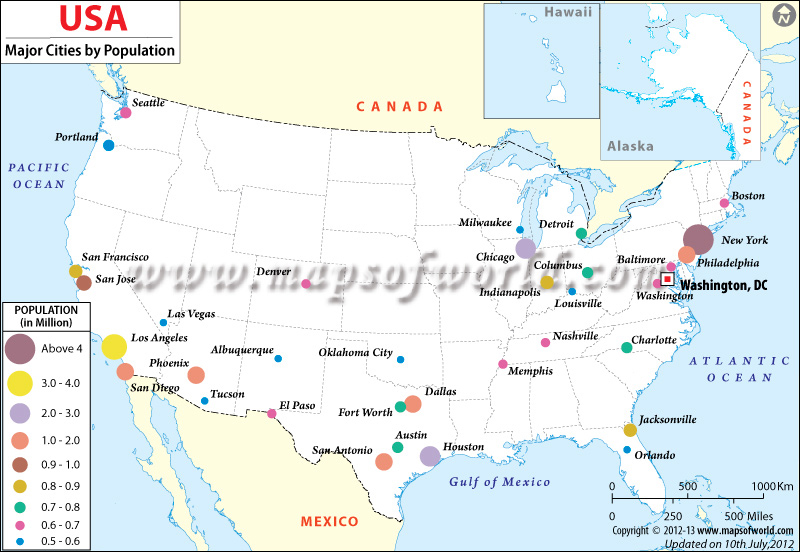 USA
Major Cities by Population
Hawaii
Alaska
CANADA
CANADA
PACIFIC
OCEAN
Seattle
Portland
Boston
Milwaukee
Detroit
New York
Chicago
Columbus
Baltimore
Philadelphia
San Francisco
San Jose
Denver
Indianapolis
Louisville
Washington, DC
Washington
www.mapsofworld.com
POPULATION
(in Million)
Above 4
3.0 - 4.0
2.0 - 3.0
1.0 - 2.0
0.9 - 1.0
0.8 - 0.9
0.7 - 0.8
0.6 - 0.7
0.5 - 0.6
Las Vegas
Los Angeles
Phoenix
San Diego
Tucson
Albuquerque
Oklahoma City
El Paso
Nashville
Memphis
Charlotte
ATLANTIC
OCEAN
Dallas
Fort Worth
Austin
San Antonio
Houston
Jacksonville
Orlando
Gulf of Mexico
MEXICO
0 500 1000Km
0 250 500 Miles
Copyright © 2012-13 www.mapsofworld.com
Updated on 10th July,2012